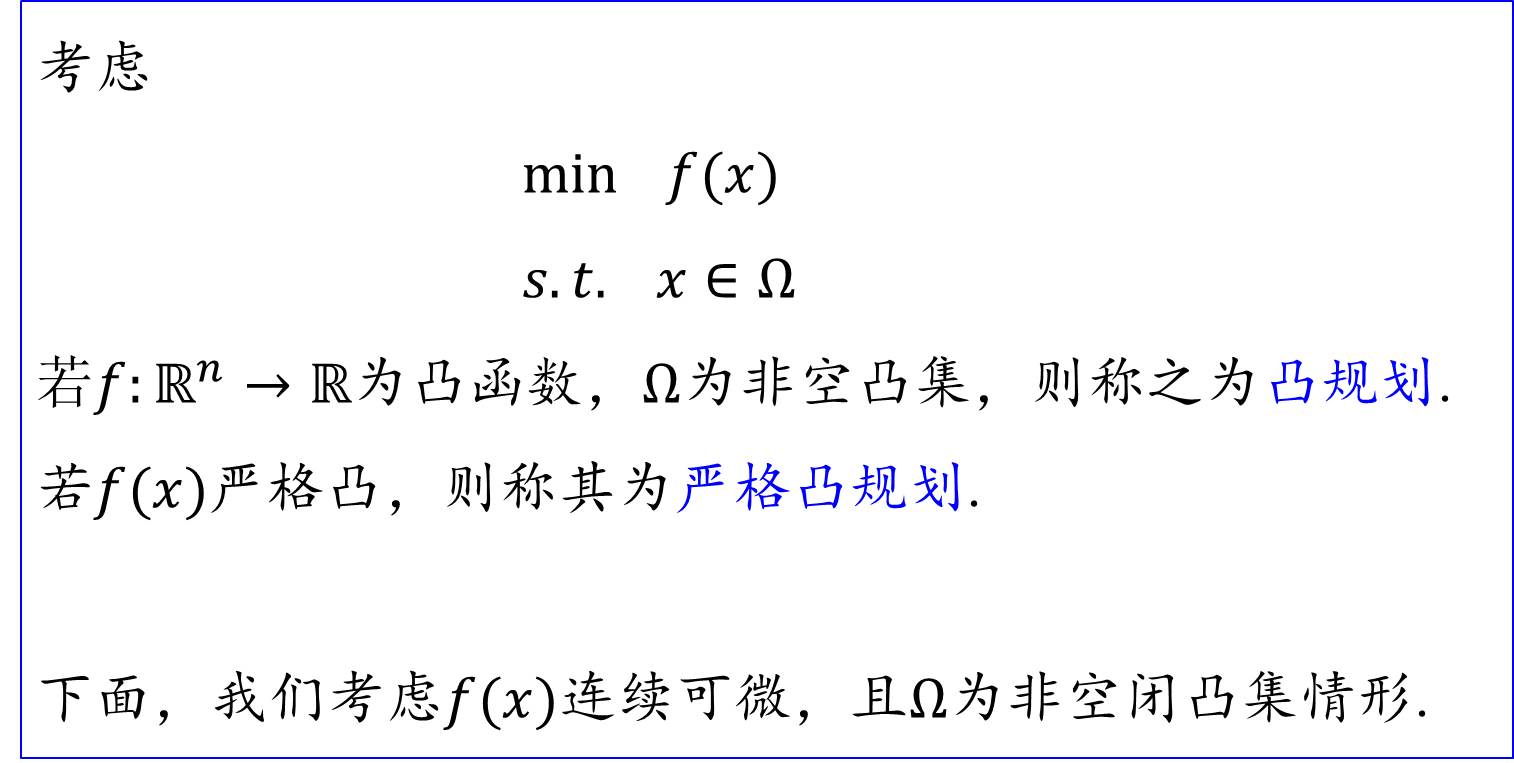 考虑
min f(x)
s.t. x ∈ Ω
若f: ℝⁿ → ℝ为凸函数，Ω为非空凸集，则称之为凸规划.
若f(x)严格凸，则称其为严格凸规划.
下面，我们考虑f(x)连续可微，且Ω为非空闭凸集情形.